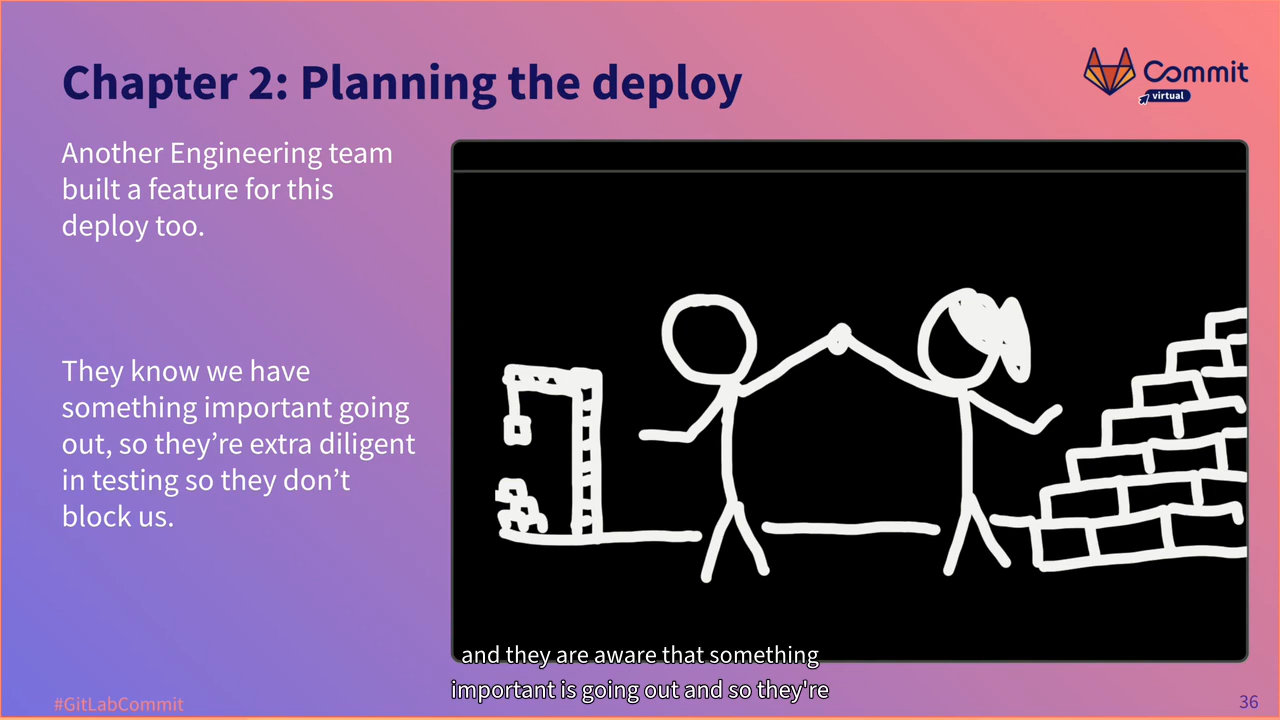 Chapter 2: Planning the deploy
Commit
virtual
Another Engineering team
built a feature for this
deploy too.
They know we have
something important going
out, so they’re extra diligent
in testing so they don’t
block us.
and they are aware that something
important is going out and so they're
#GitLabCommit
36